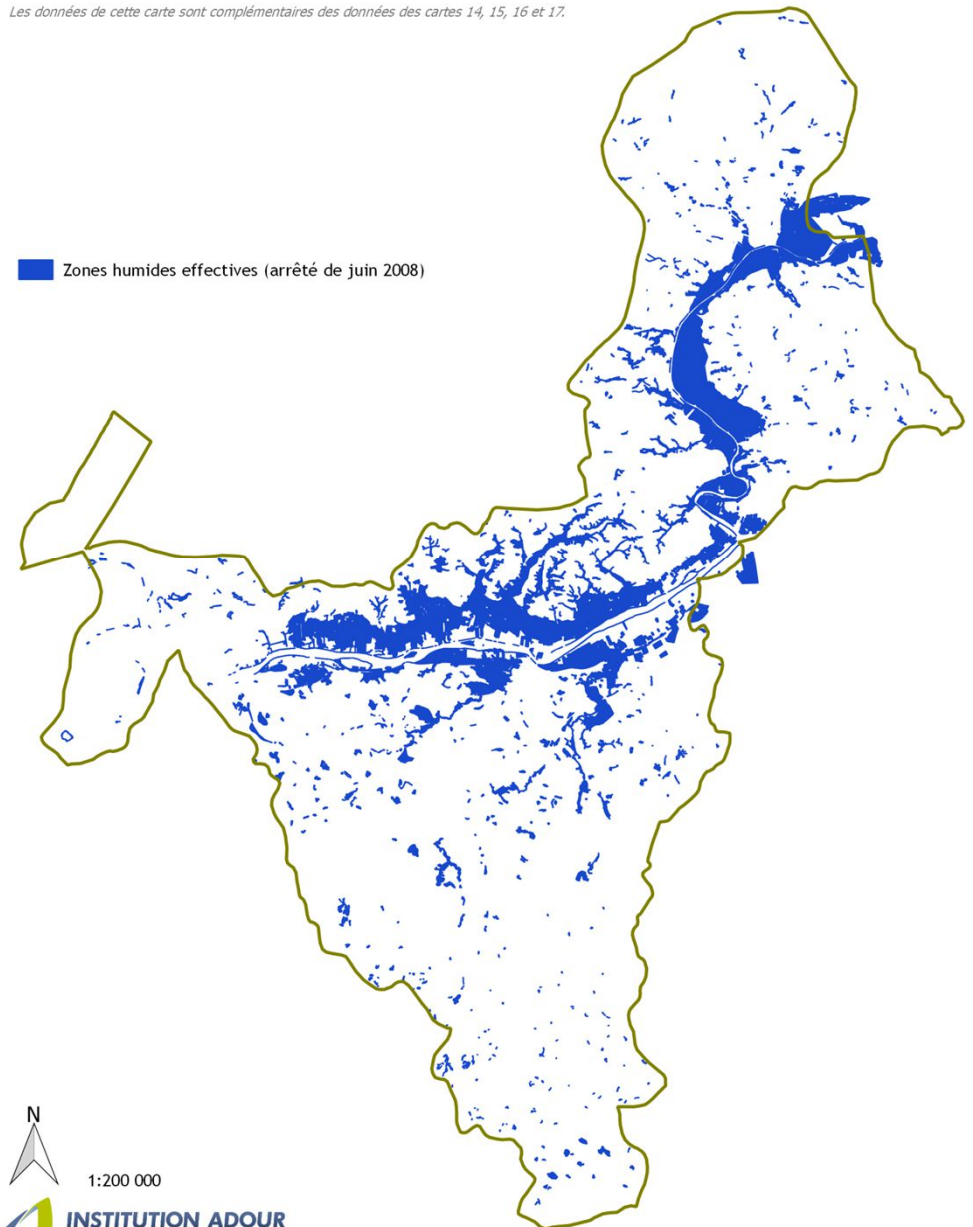 Les données de cette carte sont complémentaires des données des cartes 14, 15, 16 et 17.
Zones humides effectives (arrêté de juin 2008)
N
1:200 000
INSTITUTION ADOUR